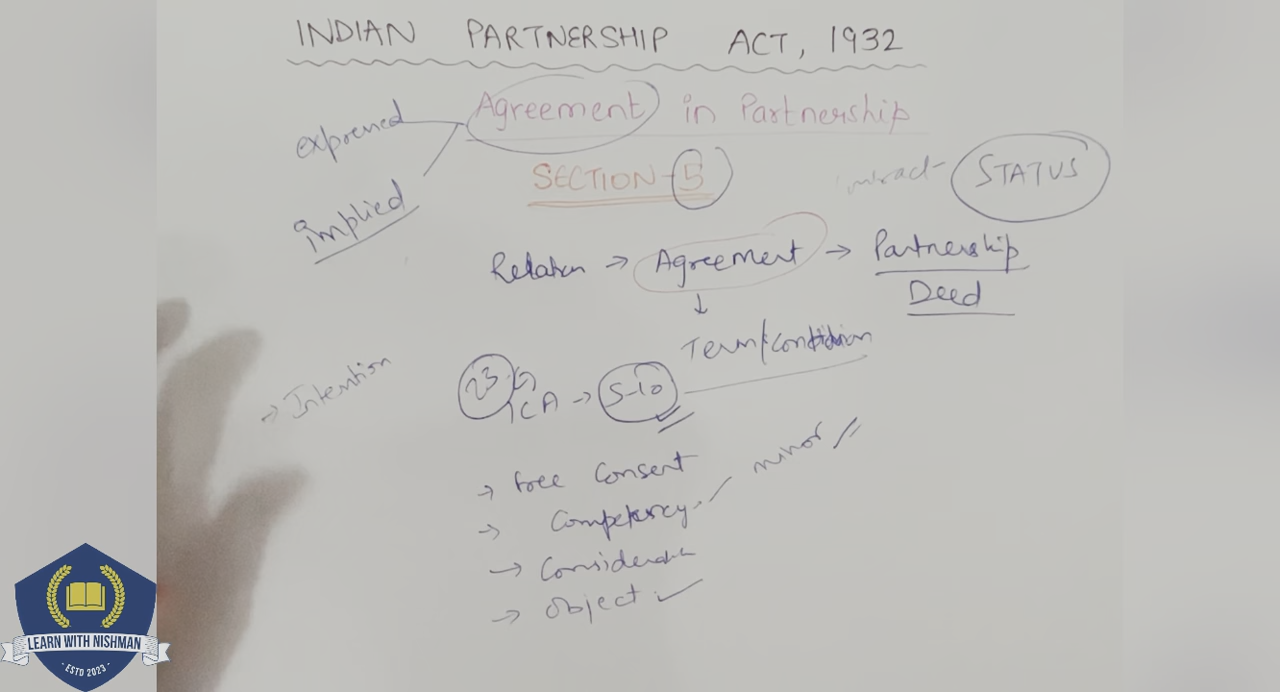 INDIAN PARTNERSHIP ACT, 1932
Agreement in Partnership
expressed
SECTION-5
STATUS
implied
Relation → Agreement → Partnership
Deed
Term/Condition
→ Intention
23
ICA → S-10
→ free Consent
minor
→ Competency
→ Consideration
→ object ✓
LEARN WITH NISHMAN
- ESTD 2023 -